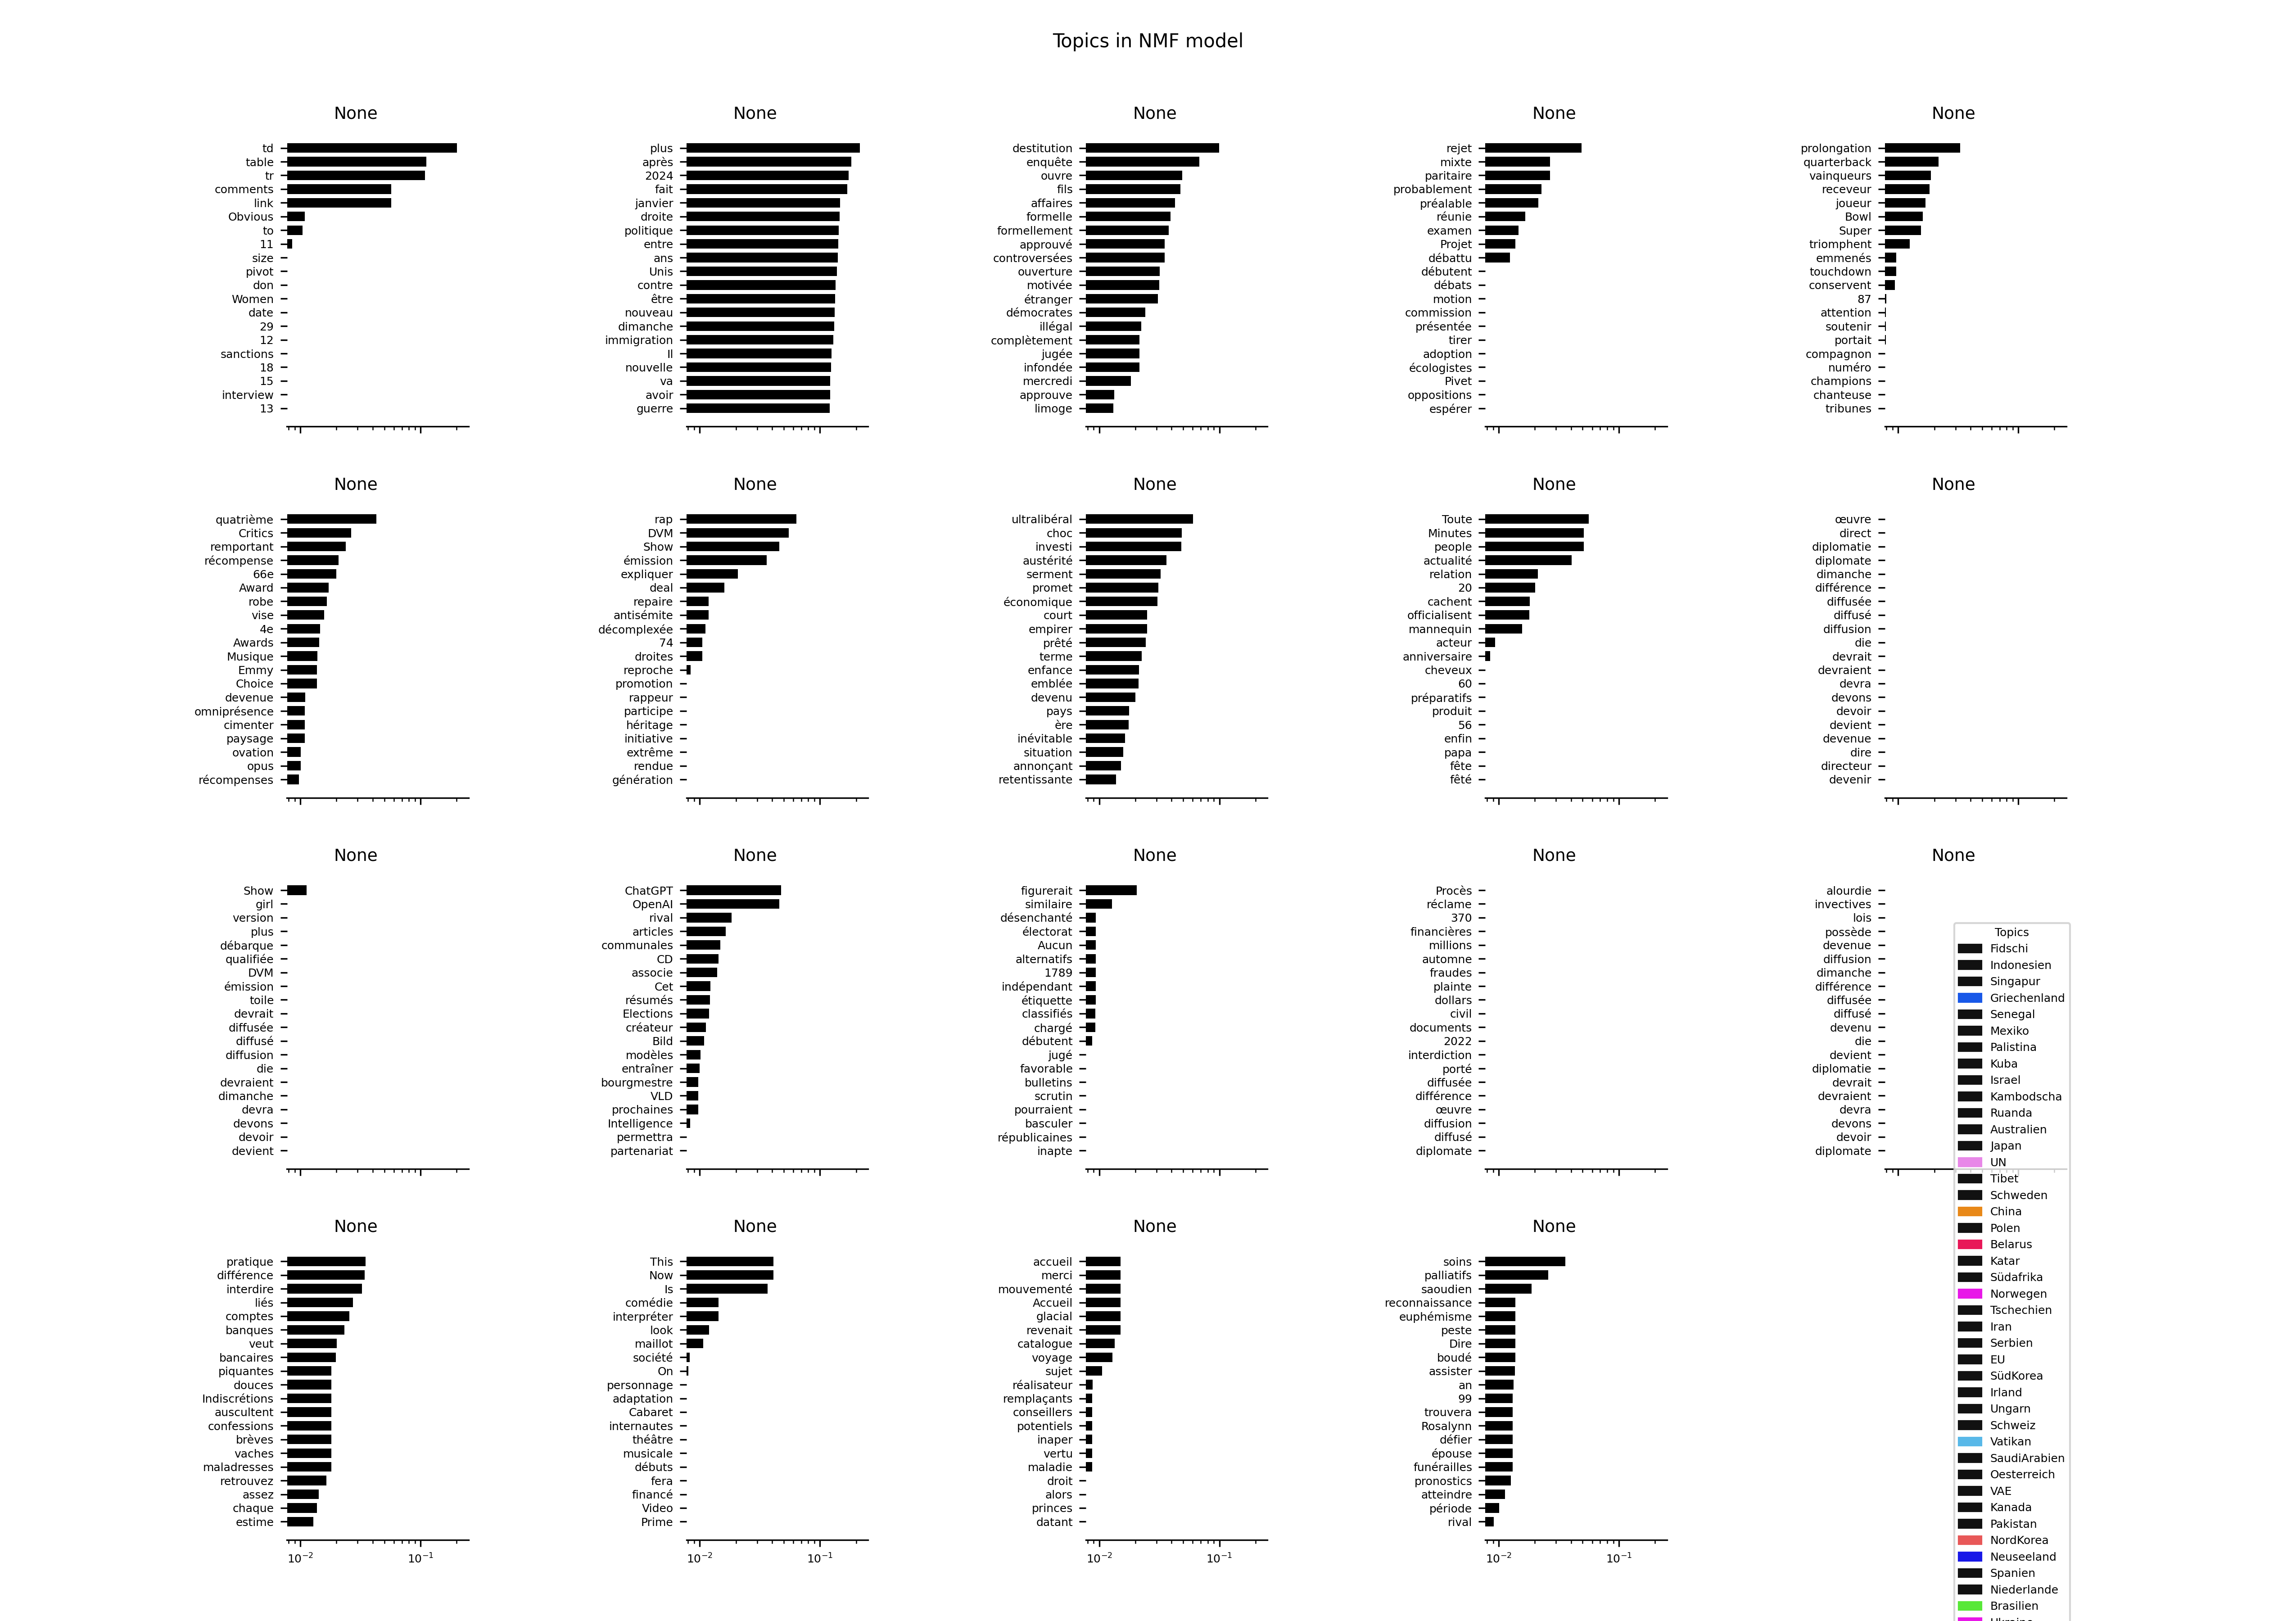 Topics in NMF model
None
td
table
tr
comments
link
Obvious
to
11
size
pivot
don
Women
date
29
12
sanctions
18
15
interview
13
None
plus
après
2024
fait
janvier
droite
politique
entre
ans
Unis
contre
être
nouveau
dimanche
immigration
Il
nouvelle
va
avoir
guerre
None
destitution
enquête
ouvre
fils
affaires
formelle
formellement
approuvé
controversées
ouverture
motivée
étranger
démocrates
illégal
complètement
jugée
infondée
mercredi
approuve
limoge
None
rejet
mixte
paritaire
probablement
préalable
réunie
examen
Projet
débattu
débutent
débats
motion
commission
présentée
tirer
adoption
écologistes
Pivet
oppositions
espérer
None
prolongation
quarterback
vainqueurs
receveur
joueur
Bowl
Super
triomphent
emmenés
touchdown
conservent
87
attention
soutenir
portait
compagnon
numéro
champions
chanteuse
tribunes
None
quatrième
Critics
remportant
récompense
66e
Award
robe
vise
4e
Awards
Musique
Emmy
Choice
devenue
omniprésence
cimenter
paysage
ovation
opus
récompenses
None
rap
DVM
Show
émission
expliquer
deal
repaire
antisémite
décomplexée
74
droites
reproche
promotion
rappeur
participe
héritage
initiative
extrême
rendue
génération
None
ultralibéral
choc
investi
austérité
serment
promet
économique
court
empirer
prêté
terme
enfance
emblée
devenu
pays
ère
inévitable
situation
annonçant
retentissante
None
Toute
Minutes
people
actualité
relation
20
cachent
officialisent
mannequin
acteur
anniversaire
cheveux
60
préparatifs
produit
56
enfin
papa
fête
fêté
None
œuvre
direct
diplomatie
diplomate
dimanche
différence
diffusée
diffusé
diffusion
die
devrait
devraient
devra
devons
devoir
devient
devenue
dire
directeur
devenir
None
Show
girl
version
plus
débarque
qualifiée
DVM
émission
toile
devrait
diffusée
diffusé
diffusion
die
devraient
dimanche
devra
devons
devoir
devient
None
ChatGPT
OpenAI
rival
articles
communales
CD
associe
Cet
résumés
Elections
créateur
Bild
modèles
entraîner
bourgmestre
VLD
prochaines
Intelligence
permettra
partenariat
None
figurerait
similaire
désenchanté
électorat
Aucun
alternatifs
1789
indépendant
étiquette
classifiés
chargé
débutent
jugé
favorable
bulletins
scrutin
pourraient
basculer
républicaines
inapte
None
Procès
réclame
370
financières
millions
automne
fraudes
plainte
dollars
civil
documents
2022
interdiction
porté
diffusée
différence
œuvre
diffusion
diffusé
diplomate
None
alourdie
invectives
lois
possède
devenue
diffusion
dimanche
différence
diffusée
diffusé
devenu
die
devient
diplomatie
devrait
devraient
devra
devons
devoir
diplomate
None
pratique
différence
interdire
liés
comptes
banques
veut
bancaires
piquantes
douces
Indiscrétions
auscultent
confessions
brèves
vaches
maladresses
retrouvez
assez
chaque
estime
10⁻² 10⁻¹
None
This
Now
Is
comédie
interpréter
look
maillot
société
On
personnage
adaptation
Cabaret
internautes
théâtre
musicale
débuts
fera
financé
Video
Prime
10⁻² 10⁻¹
None
accueil
merci
mouvementé
Accueil
glacial
revenait
catalogue
voyage
sujet
réalisateur
remplaçants
conseillers
potentiels
inaper
vertu
maladie
droit
alors
princes
datant
10⁻² 10⁻¹
None
soins
palliatifs
saoudien
reconnaissance
euphémisme
peste
Dire
boudé
assister
an
99
trouvera
Rosalynn
défier
épouse
funérailles
pronostics
atteindre
période
rival
10⁻² 10⁻¹
Topics
Fidschi
Indonesien
Singapur
Griechenland
Senegal
Mexiko
Palistina
Kuba
Israel
Kambodscha
Ruanda
Australien
Japan
UN
Tibet
Schweden
China
Polen
Belarus
Katar
Südafrika
Norwegen
Tschechien
Iran
Serbien
EU
SüdKorea
Irland
Ungarn
Schweiz
Vatikan
SaudiArabien
Oesterreich
VAE
Kanada
Pakistan
NordKorea
Neuseeland
Spanien
Niederlande
Brasilien